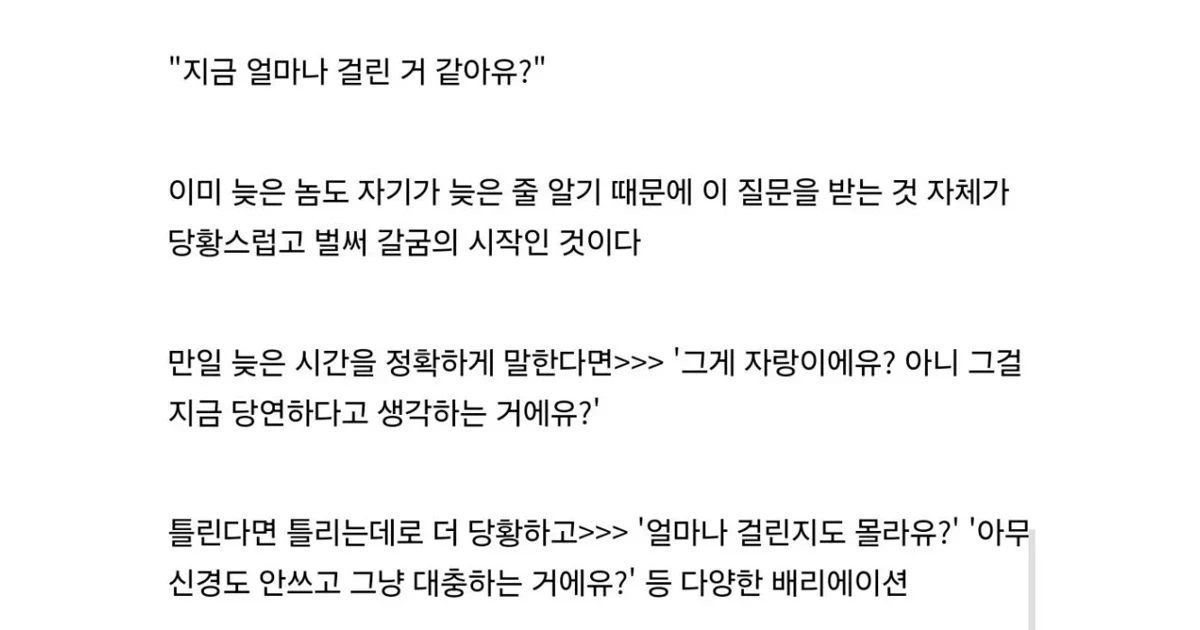 "지금 얼마나 걸린 거 같아유?"
이미 늦은 놈도 자기가 늦은 줄 알기 때문에 이 질문을 받는 것 자체가
당황스럽고 벌써 갈굼의 시작인 것이다
만일 늦은 시간을 정확하게 말한다면>>> '그게 자랑이에유? 아니 그걸
지금 당연하다고 생각하는 거에유?'
틀린다면 틀리는데로 더 당황하고>>> '얼마나 걸린지도 몰라유?' '아무
신경도 안쓰고 그냥 대충하는 거에유?' 등 다양한 배리에이션